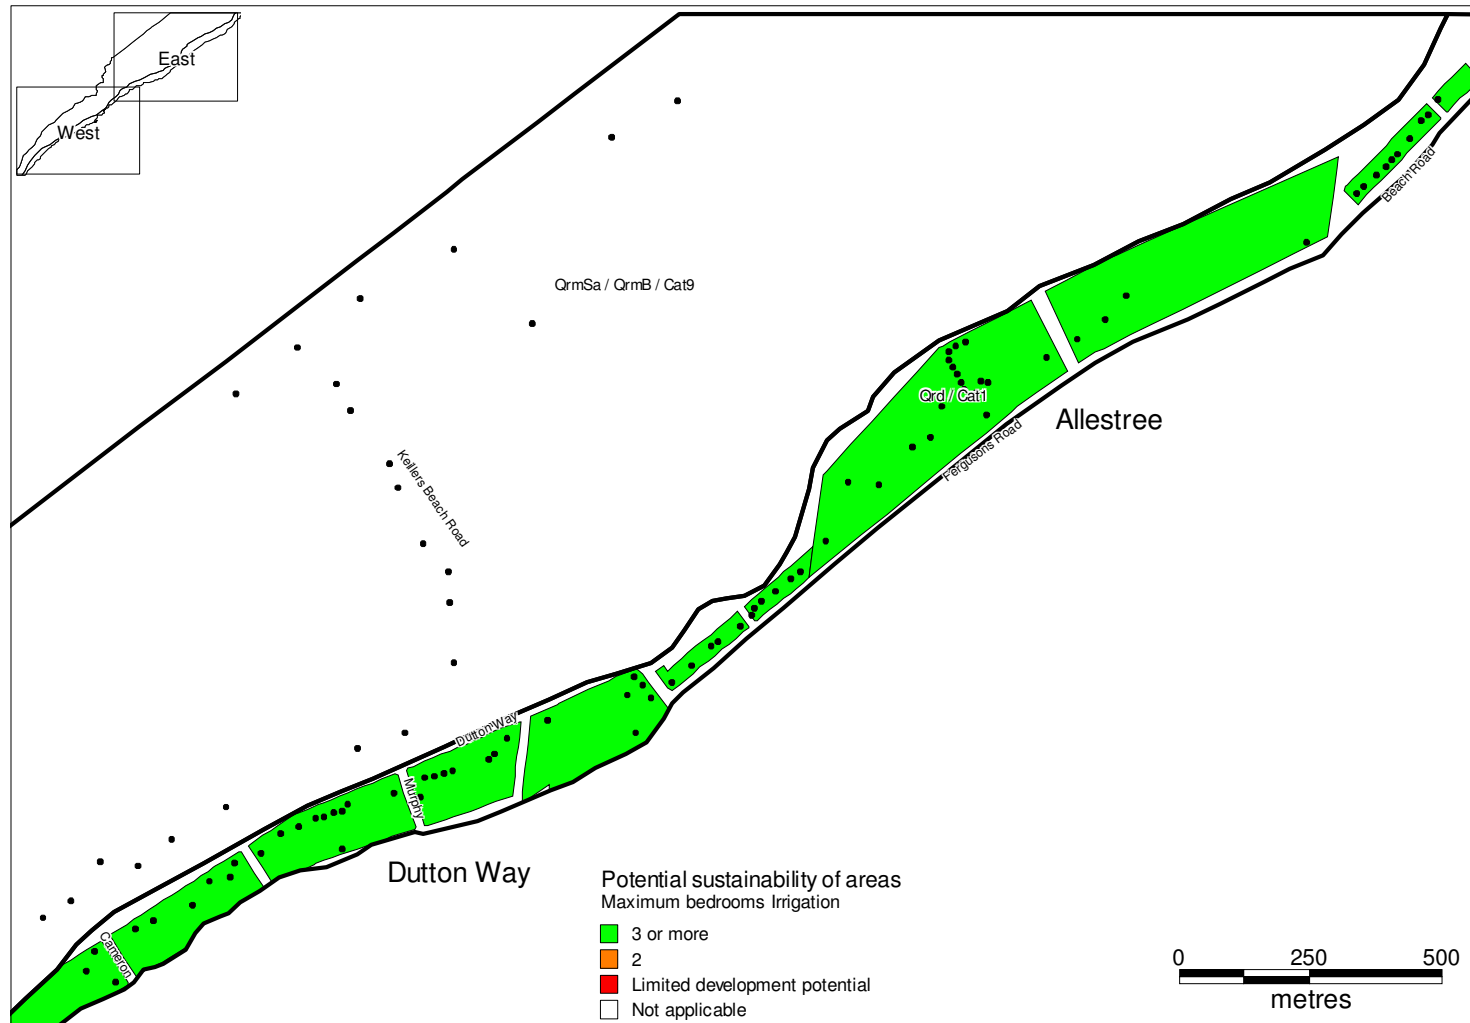 East
West
QrmSa / QrmB / Cat9
Beach Road
Qrd / Cat1
Allestree
Fergusons Road
Keillers Beach Road
Dutton Way
Murphy
Dutton Way
Cameron
Potential sustainability of areas
Maximum bedrooms Irrigation
3 or more
2
Limited development potential
Not applicable
0 250 500
metres